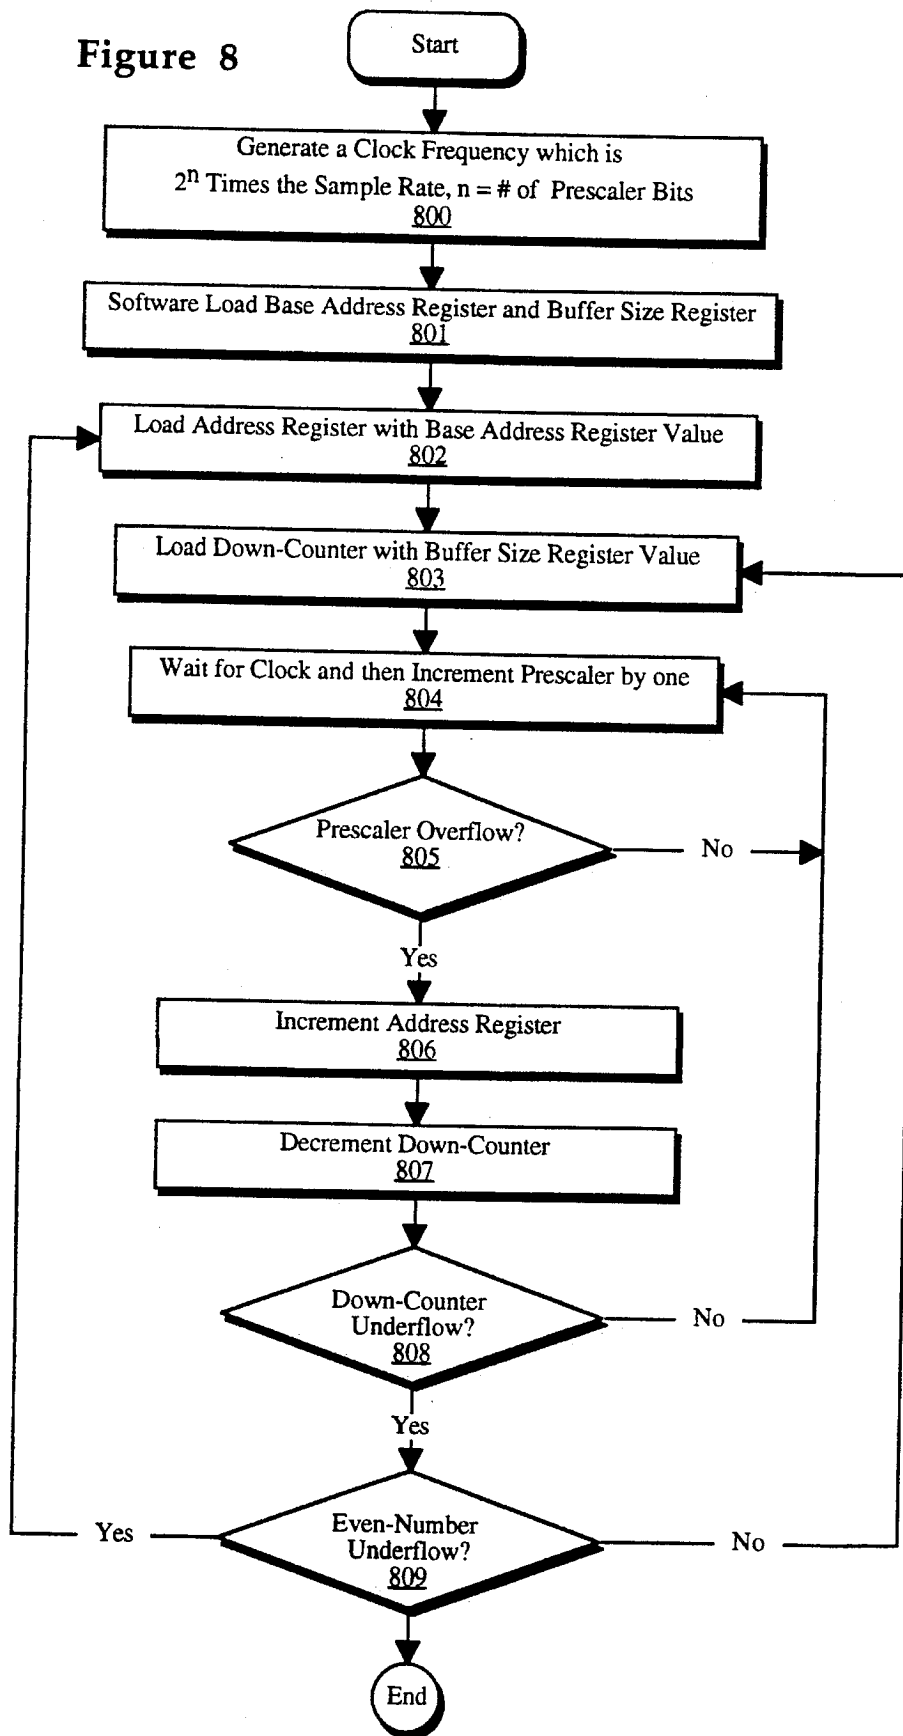 Figure 8
Start
Generate a Clock Frequency which is
2ⁿ Times the Sample Rate, n = # of Prescaler Bits
800
Software Load Base Address Register and Buffer Size Register
801
Load Address Register with Base Address Register Value
802
Load Down-Counter with Buffer Size Register Value
803
Wait for Clock and then Increment Prescaler by one
804
Prescaler Overflow?
805
No
Yes
Increment Address Register
806
Decrement Down-Counter
807
Down-Counter
Underflow?
808
No
Yes
Even-Number
Underflow?
809
Yes
No
End